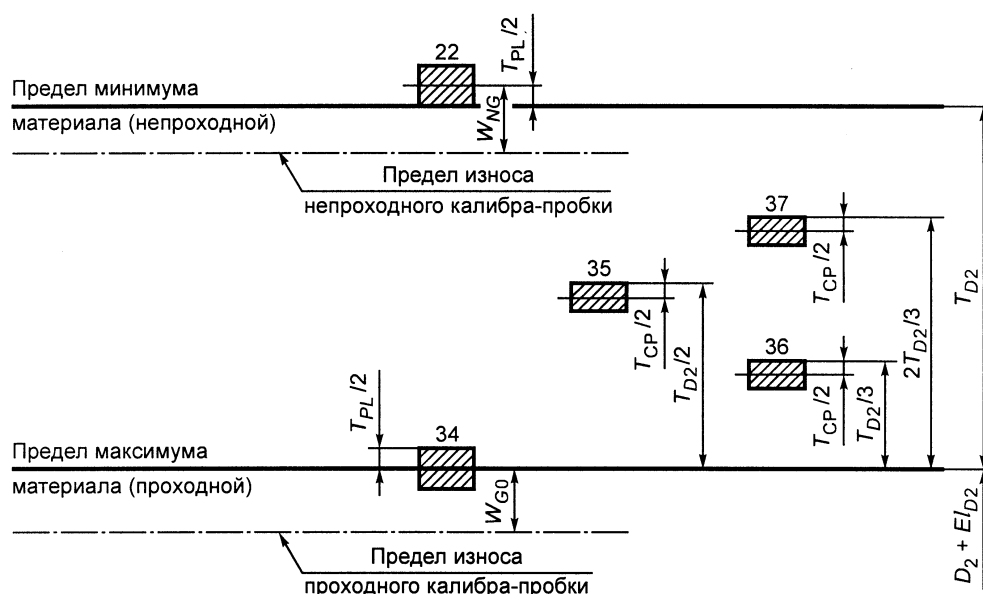 22
T_PL/2
Предел минимума
материала (непроходной)
W_NG
Предел износа
непроходного калибра-пробки
37
T_CP/2
35
T_CP/2
T_D2/2
36
T_CP/2
T_D2/3
2T_D2/3
T_D2
T_PL/2
34
Предел максимума
материала (проходной)
W_G0
Предел износа
проходного калибра-пробки
D_2 + EI_D2